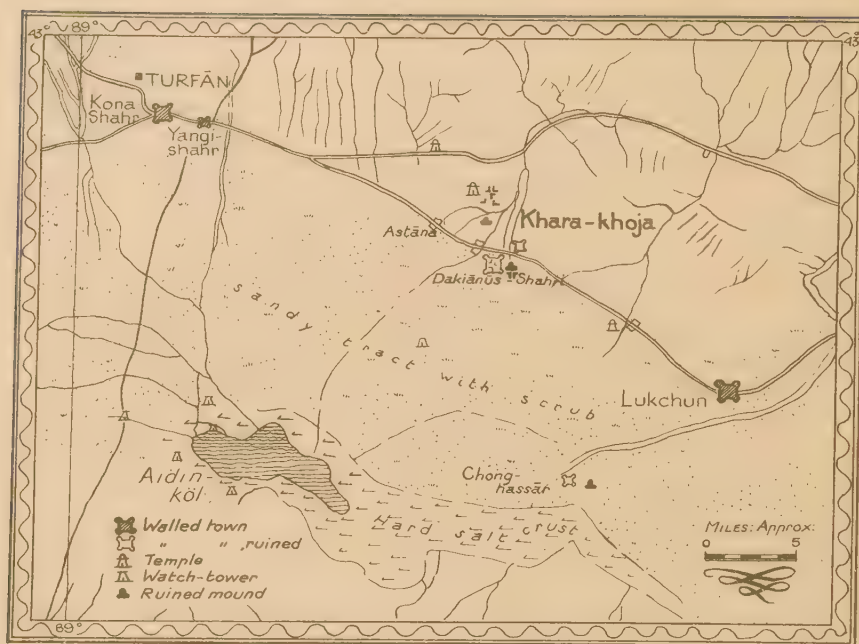 43°
89°
43°
TURFĀN
Kona
Shahr
Yangi-
shahr
Astāna
Khara-khoja
Dakiānus-Shahri
sandy tract with scrub
Lukchun
Aidin-
köl
Chong-
hassār
Hard salt crust
Walled town
" " , ruined
Temple
Watch-tower
Ruined mound
MILES: Approx:
0 5
89°